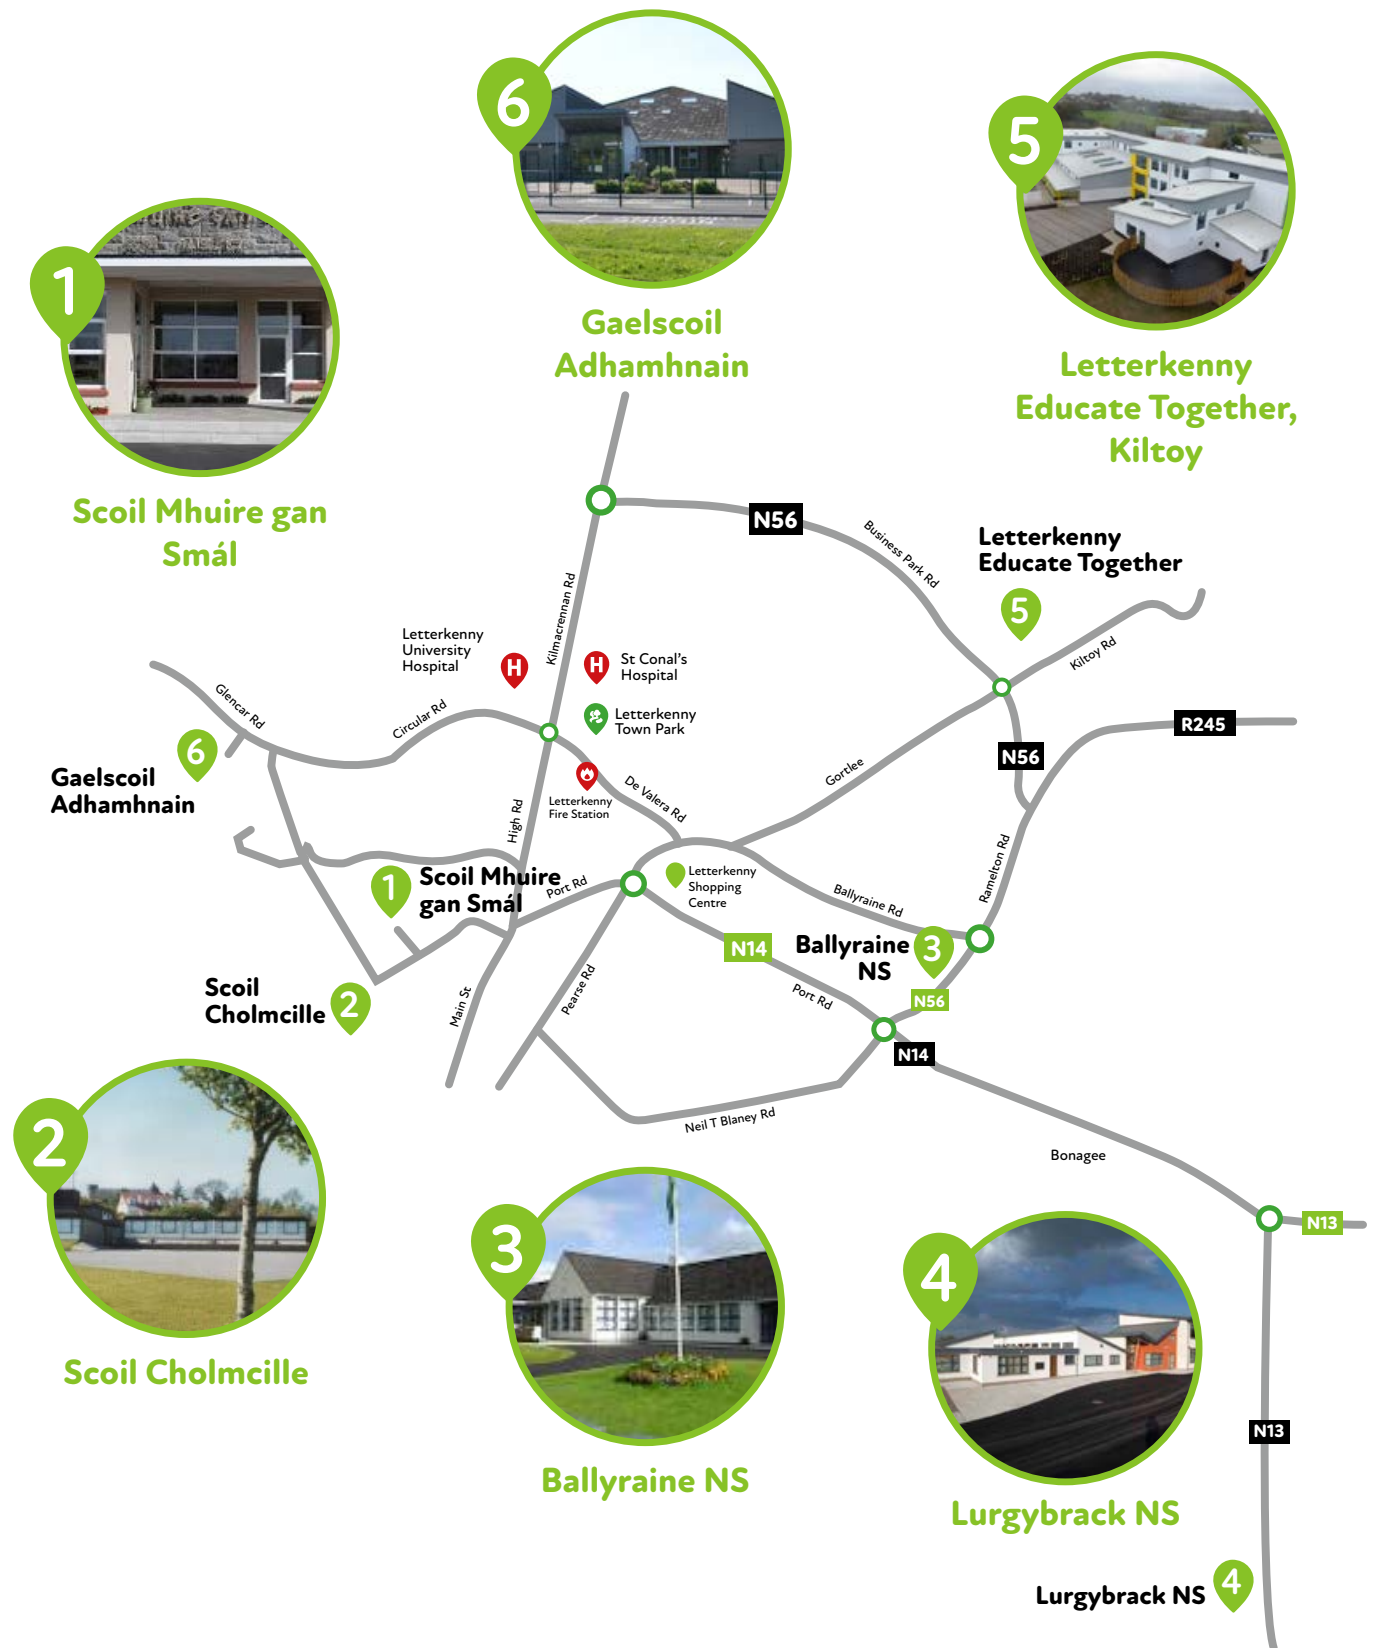 6
5
1
Gaelscoil
Adhamhnain
Letterkenny
Educate Together,
Kiltoy
Scoil Mhuire gan
Smál
N56
Business Park Rd
Letterkenny
Educate Together
5
Kilmacrennan Rd
Letterkenny
University
Hospital
H
H
St Conal's
Hospital
Kiltoy Rd
Glencar Rd
Circular Rd
Letterkenny
Town Park
R245
6
N56
Gaelscoil
Adhamhnain
Gortlee
Letterkenny
Fire Station
De Valera Rd
High Rd
Ramelton Rd
1
Scoil Mhuire
gan Smál
Port Rd
Letterkenny
Shopping
Centre
Ballyraine Rd
N14
Ballyraine
NS
3
Scoil
Cholmcille
2
Main St
Pearse Rd
Port Rd
N56
N14
Neil T Blaney Rd
Bonagee
2
3
4
N13
Scoil Cholmcille
N13
Ballyraine NS
Lurgybrack NS
Lurgybrack NS
4